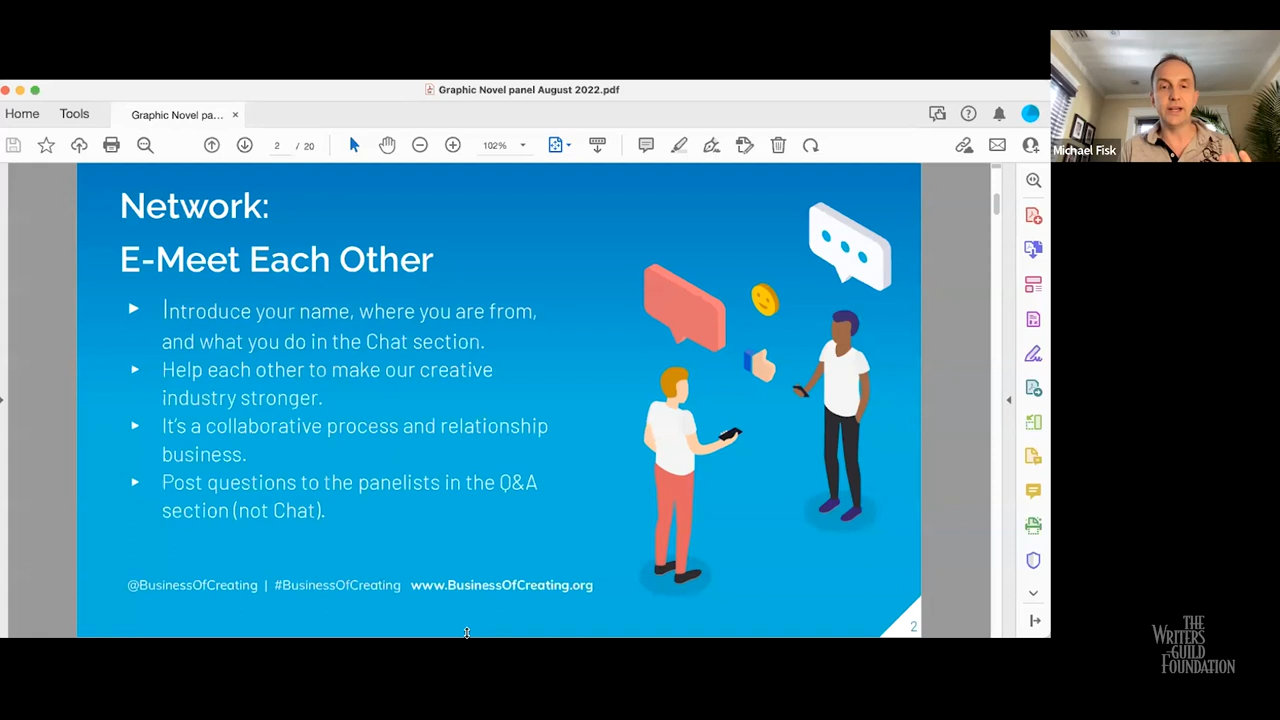 Graphic Novel panel August 2022.pdf
Home
Tools
Graphic Novel pa...
2 / 20
102%
Michael Fisk
Network:
E-Meet Each Other
Introduce your name, where you are from,
and what you do in the Chat section.
Help each other to make our creative
industry stronger.
It's a collaborative process and relationship
business.
Post questions to the panelists in the Q&A
section (not Chat).
@BusinessOfCreating | #BusinessOfCreating www.BusinessOfCreating.org
2
THE
WRITERS
GUILD
FOUNDATION